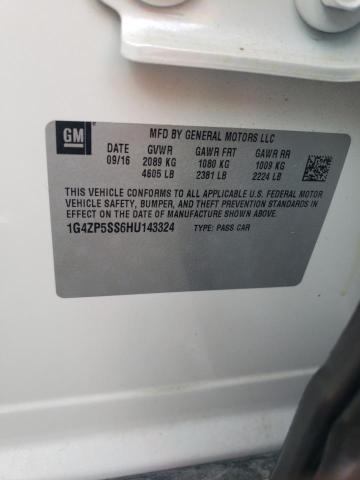 GM
MFD BY GENERAL MOTORS LLC
DATE GVWR GAWR FRT GAWR RR
09/16 2089 KG 1080 KG 1009 KG
4605 LB 2381 LB 2224 LB
THIS VEHICLE CONFORMS TO ALL APPLICABLE U.S. FEDERAL MOTOR
VEHICLE SAFETY, BUMPER, AND THEFT PREVENTION STANDARDS IN
EFFECT ON THE DATE OF MANUFACTURE SHOWN ABOVE.
1G4ZP5SS6HU143324 TYPE: PASS CAR